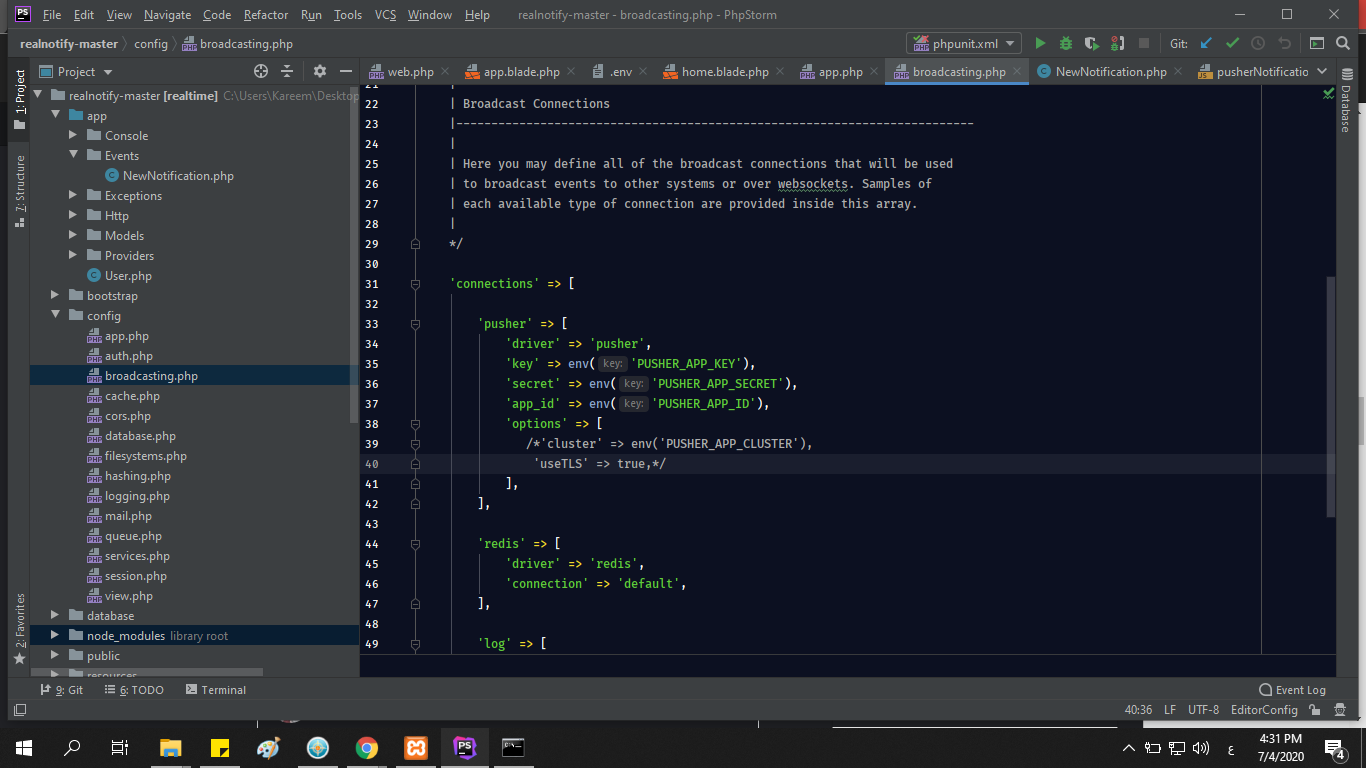 PS File Edit View Navigate Code Refactor Run Tools VCS Window Help realnotify-master - broadcasting.php - PhpStorm
realnotify-master config broadcasting.php phpunit.xml Git:
Project web.php app.blade.php .env home.blade.php app.php broadcasting.php NewNotification.php pusherNotificatio
1: Project
7: Structure
2: Favorites
Database
realnotify-master [realtime] C:\Users\Kareem\Desktop
app
Console
Events
NewNotification.php
Exceptions
Http
Models
Providers
User.php
bootstrap
config
app.php
auth.php
broadcasting.php
cache.php
cors.php
database.php
filesystems.php
hashing.php
logging.php
mail.php
queue.php
services.php
session.php
view.php
database
node_modules library root
public
resources
21 |
22 | Broadcast Connections
23 |--------------------------------------------------------------------------
24 |
25 | Here you may define all of the broadcast connections that will be used
26 | to broadcast events to other systems or over websockets. Samples of
27 | each available type of connection are provided inside this array.
28 |
29 */
30
31 'connections' => [
32
33 'pusher' => [
34 'driver' => 'pusher',
35 'key' => env( key: 'PUSHER_APP_KEY'),
36 'secret' => env( key: 'PUSHER_APP_SECRET'),
37 'app_id' => env( key: 'PUSHER_APP_ID'),
38 'options' => [
39 /*'cluster' => env('PUSHER_APP_CLUSTER'),
40 'useTLS' => true,*/
41 ],
42 ],
43
44 'redis' => [
45 'driver' => 'redis',
46 'connection' => 'default',
47 ],
48
49 'log' => [
9: Git 6: TODO Terminal Event Log
40:36 LF UTF-8 EditorConfig
PS ع 4:31 PM
7/4/2020 4